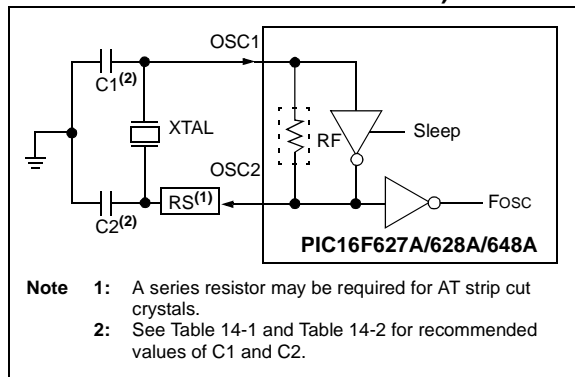 OSC1
C1(2)
XTAL
RF
Sleep
OSC2
C2(2)
RS(1)
FOSC
PIC16F627A/628A/648A
Note 1: A series resistor may be required for AT strip cut
crystals.
2: See Table 14-1 and Table 14-2 for recommended
values of C1 and C2.